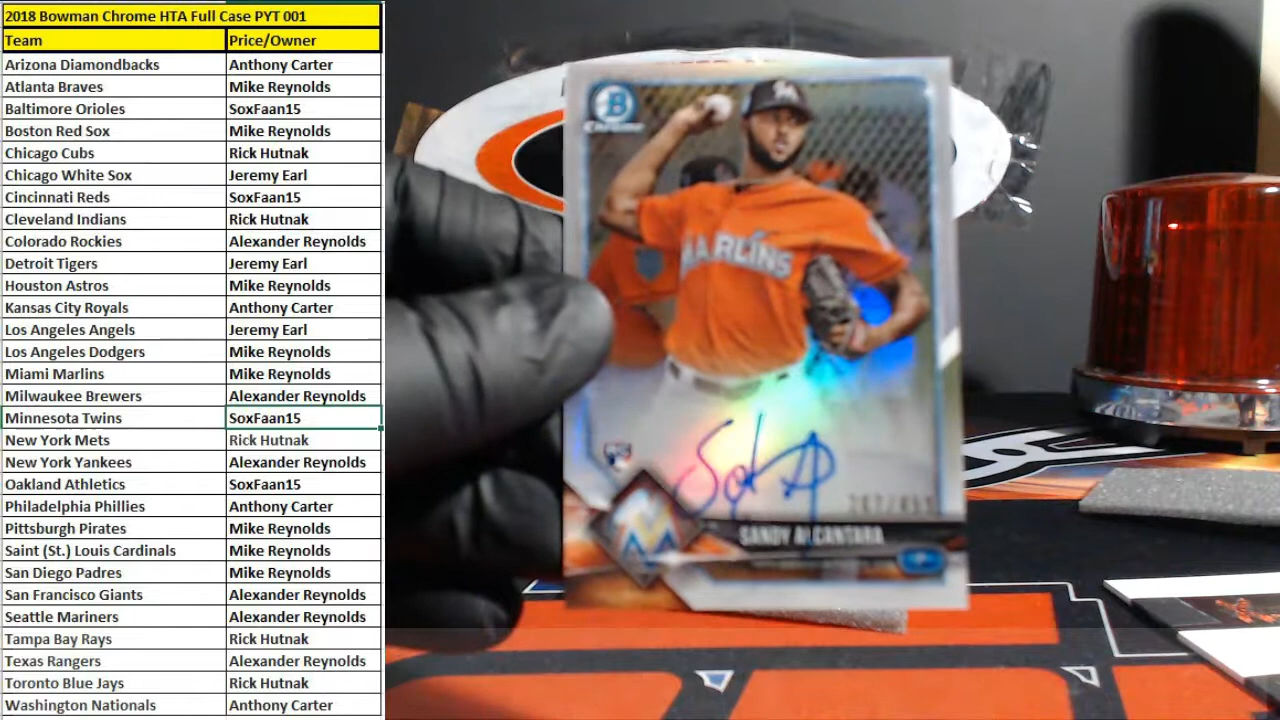 2018 Bowman Chrome HTA Full Case PYT 001
Team Price/Owner
Arizona Diamondbacks Anthony Carter
Atlanta Braves Mike Reynolds
Baltimore Orioles SoxFaan15
Boston Red Sox Mike Reynolds
Chicago Cubs Rick Hutnak
Chicago White Sox Jeremy Earl
Cincinnati Reds SoxFaan15
Cleveland Indians Rick Hutnak
Colorado Rockies Alexander Reynolds
Detroit Tigers Jeremy Earl
Houston Astros Mike Reynolds
Kansas City Royals Anthony Carter
Los Angeles Angels Jeremy Earl
Los Angeles Dodgers Mike Reynolds
Miami Marlins Mike Reynolds
Milwaukee Brewers Alexander Reynolds
Minnesota Twins SoxFaan15
New York Mets Rick Hutnak
New York Yankees Alexander Reynolds
Oakland Athletics SoxFaan15
Philadelphia Phillies Anthony Carter
Pittsburgh Pirates Mike Reynolds
Saint (St.) Louis Cardinals Mike Reynolds
San Diego Padres Mike Reynolds
San Francisco Giants Alexander Reynolds
Seattle Mariners Alexander Reynolds
Tampa Bay Rays Rick Hutnak
Texas Rangers Alexander Reynolds
Toronto Blue Jays Rick Hutnak
Washington Nationals Anthony Carter
B
Chrome
MARLINS
RC
M
SANDY ALCANTARA